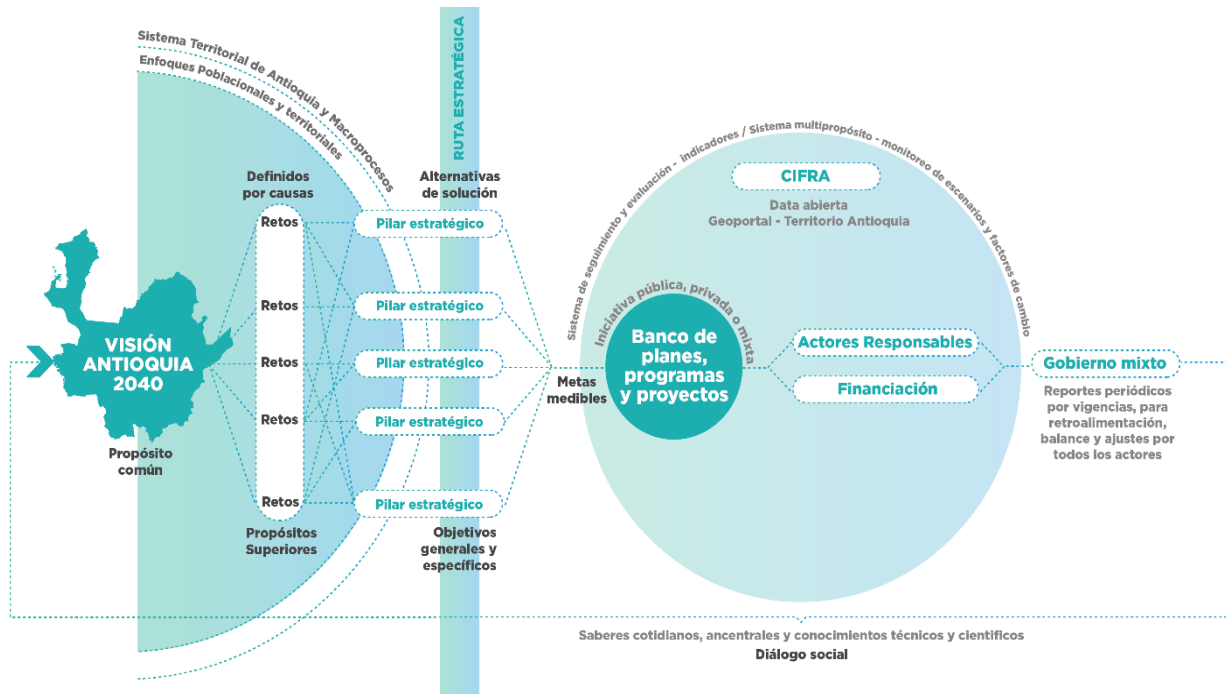 Sistema Territorial de Antioquia y Macroprocesos
Enfoques Poblacionales y territoriales
VISIÓN
ANTIOQUIA
2040
Propósito
común
Definidos
por causas
Retos
Retos
Retos
Retos
Retos
Propósitos
Superiores
RUTA ESTRATÉGICA
Alternativas
de solución
Pilar estratégico
Pilar estratégico
Pilar estratégico
Pilar estratégico
Pilar estratégico
Objetivos
generales y
específicos
Metas
medibles
Sistema de seguimiento y evaluación - indicadores / Sistema multipropósito - monitoreo de escenarios y factores de cambio
CIFRA
Data abierta
Geoportal - Territorio Antioquia
Iniciativa pública, privada o mixta
Banco de
planes,
programas
y proyectos
Actores Responsables
Financiación
Gobierno mixto
Reportes periódicos
por vigencias, para
retroalimentación,
balance y ajustes por
todos los actores
Saberes cotidianos, ancentrales y conocimientos técnicos y cientificos
Diálogo social